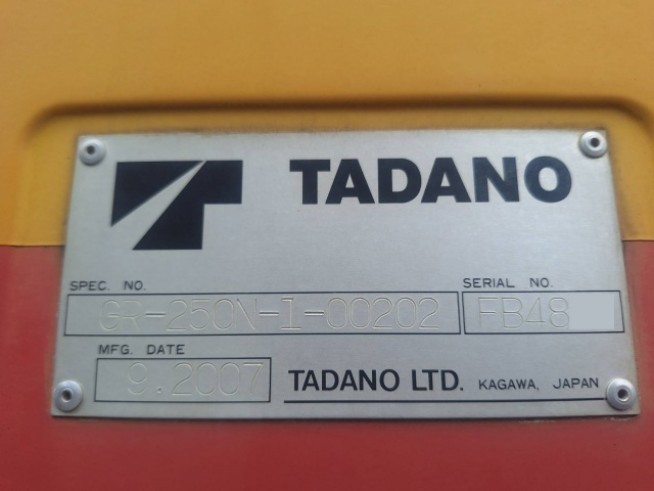 TADANO
SPEC. NO. SERIAL NO.
GR-250N-1-00202 FB48
MFG. DATE
9.2007 TADANO LTD. KAGAWA, JAPAN